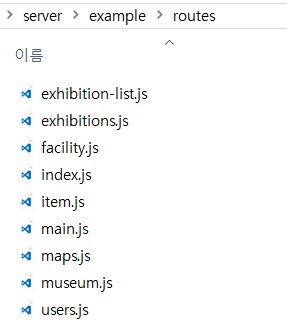 server > example > routes
이름
exhibition-list.js
exhibitions.js
facility.js
index.js
item.js
main.js
maps.js
museum.js
users.js